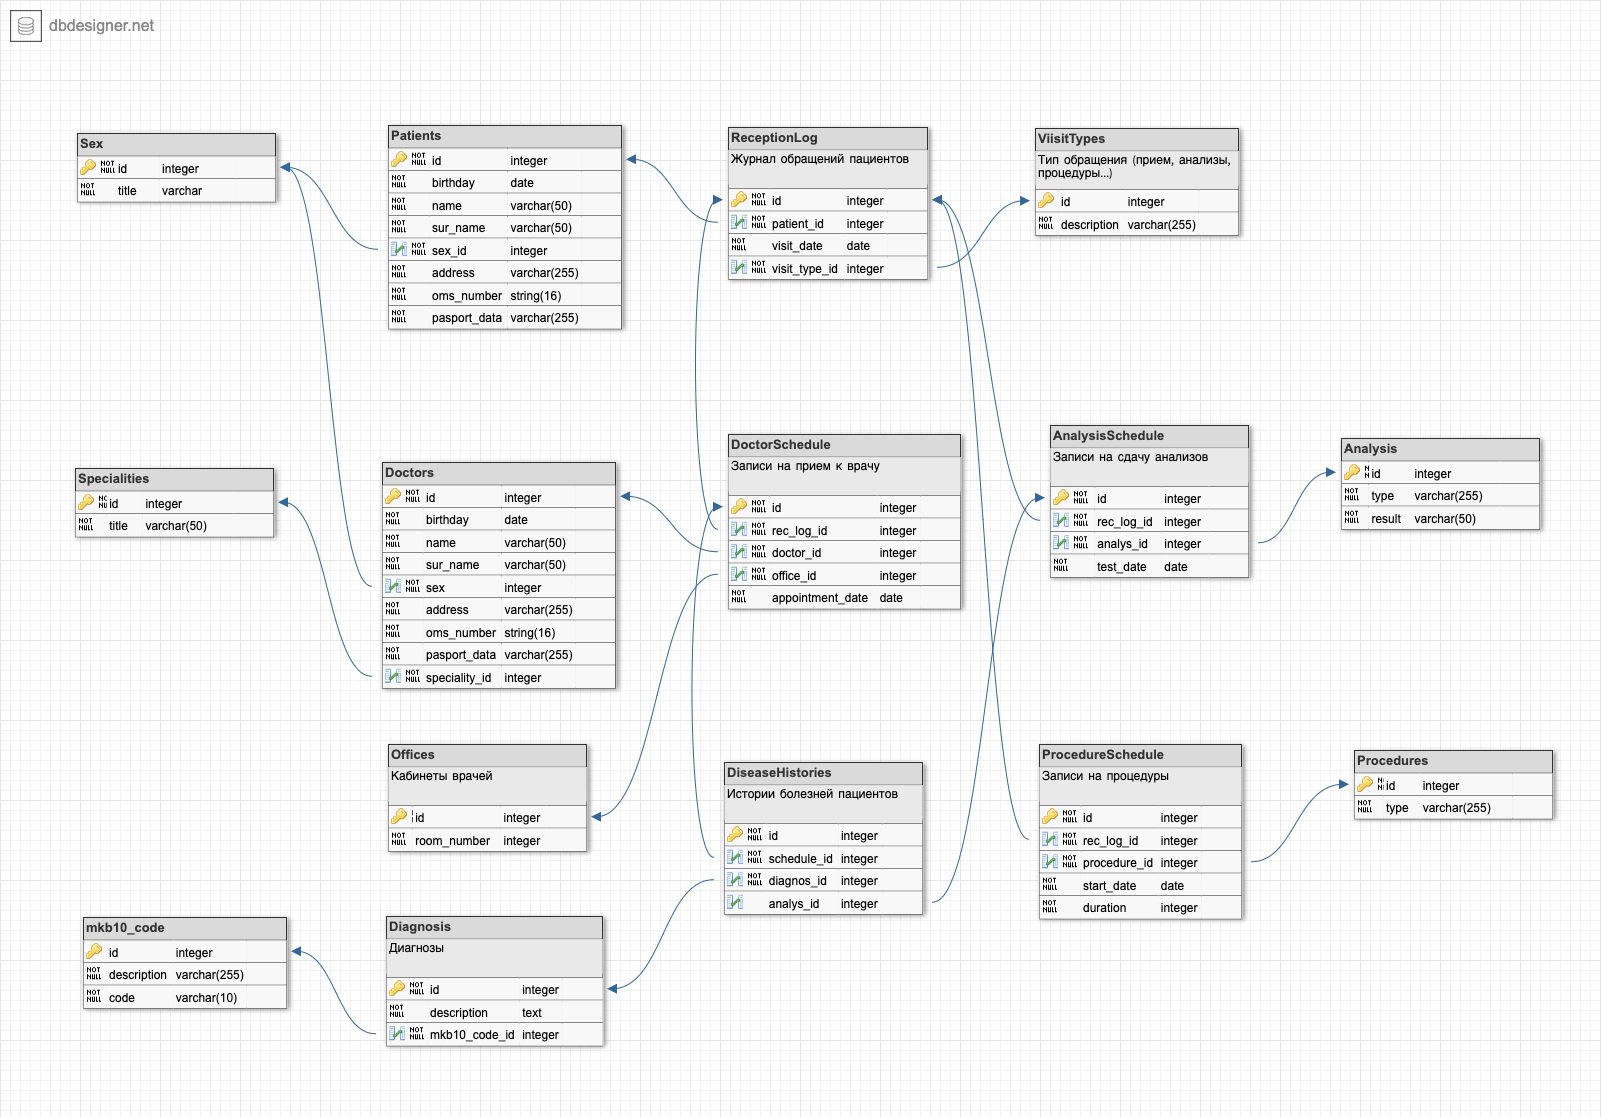 dbdesigner.net
Sex
NOT NULL id integer
NOT NULL title varchar
Patients
NOT NULL id integer
NOT NULL birthday date
NOT NULL name varchar(50)
NOT NULL sur_name varchar(50)
NOT NULL sex_id integer
NOT NULL address varchar(255)
NOT NULL oms_number string(16)
NOT NULL pasport_data varchar(255)
ReceptionLog
Журнал обращений пациентов
NOT NULL id integer
NOT NULL patient_id integer
NOT NULL visit_date date
NOT NULL visit_type_id integer
ViisitTypes
Тип обращения (прием, анализы,
процедуры...)
id integer
NOT NULL description varchar(255)
Specialities
id integer
NOT NULL title varchar(50)
Doctors
NOT NULL id integer
NOT NULL birthday date
NOT NULL name varchar(50)
NOT NULL sur_name varchar(50)
NOT NULL sex integer
NOT NULL address varchar(255)
NOT NULL oms_number string(16)
NOT NULL pasport_data varchar(255)
NOT NULL speciality_id integer
DoctorSchedule
Записи на прием к врачу
NOT NULL id integer
NOT NULL rec_log_id integer
NOT NULL doctor_id integer
NOT NULL office_id integer
NOT NULL appointment_date date
AnalysisSchedule
Записи на сдачу анализов
NOT NULL id integer
NOT NULL rec_log_id integer
NOT NULL analys_id integer
NOT NULL test_date date
Analysis
id integer
NOT NULL type varchar(255)
NOT NULL result varchar(50)
Offices
Кабинеты врачей
id integer
NOT NULL room_number integer
DiseaseHistories
Истории болезней пациентов
NOT NULL id integer
NOT NULL schedule_id integer
NOT NULL diagnos_id integer
analys_id integer
ProcedureSchedule
Записи на процедуры
NOT NULL id integer
NOT NULL rec_log_id integer
NOT NULL procedure_id integer
NOT NULL start_date date
NOT NULL duration integer
Procedures
id integer
NOT NULL type varchar(255)
mkb10_code
id integer
NOT NULL description varchar(255)
NOT NULL code varchar(10)
Diagnosis
Диагнозы
NOT NULL id integer
NOT NULL description text
NOT NULL mkb10_code_id integer